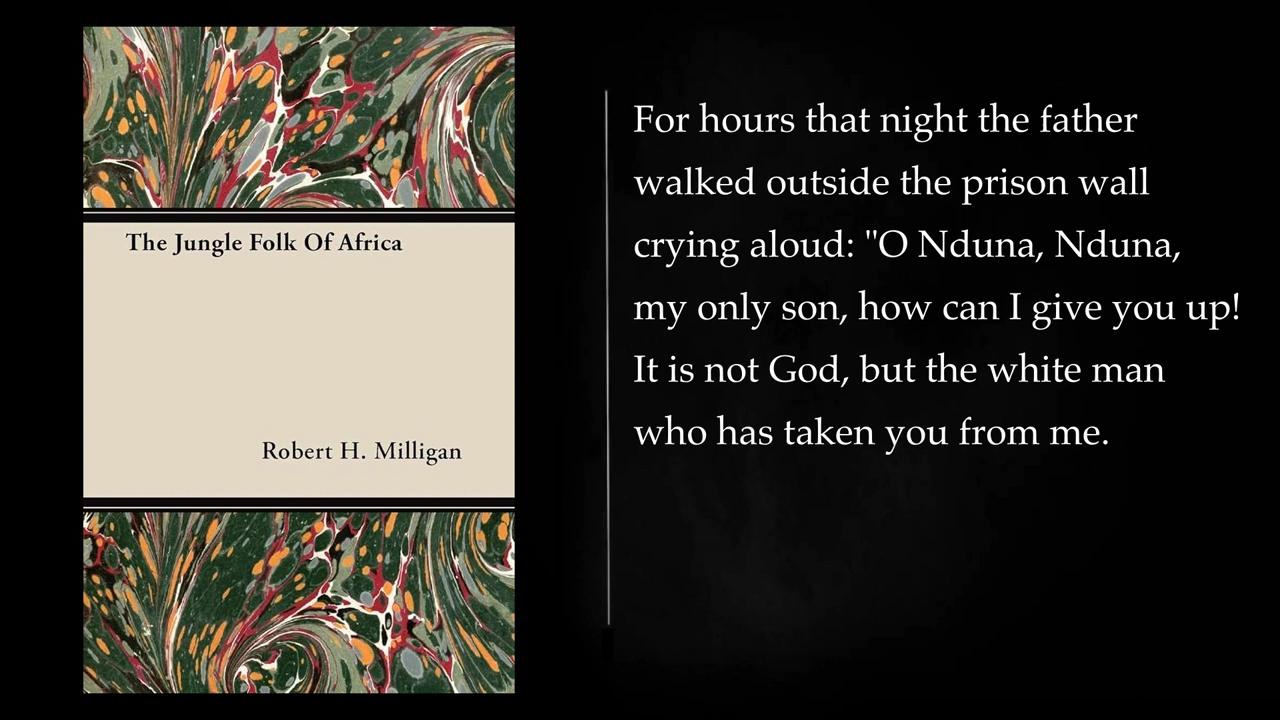 The Jungle Folk Of Africa
Robert H. Milligan
For hours that night the father
walked outside the prison wall
crying aloud: "O Nduna, Nduna,
my only son, how can I give you up!
It is not God, but the white man
who has taken you from me.